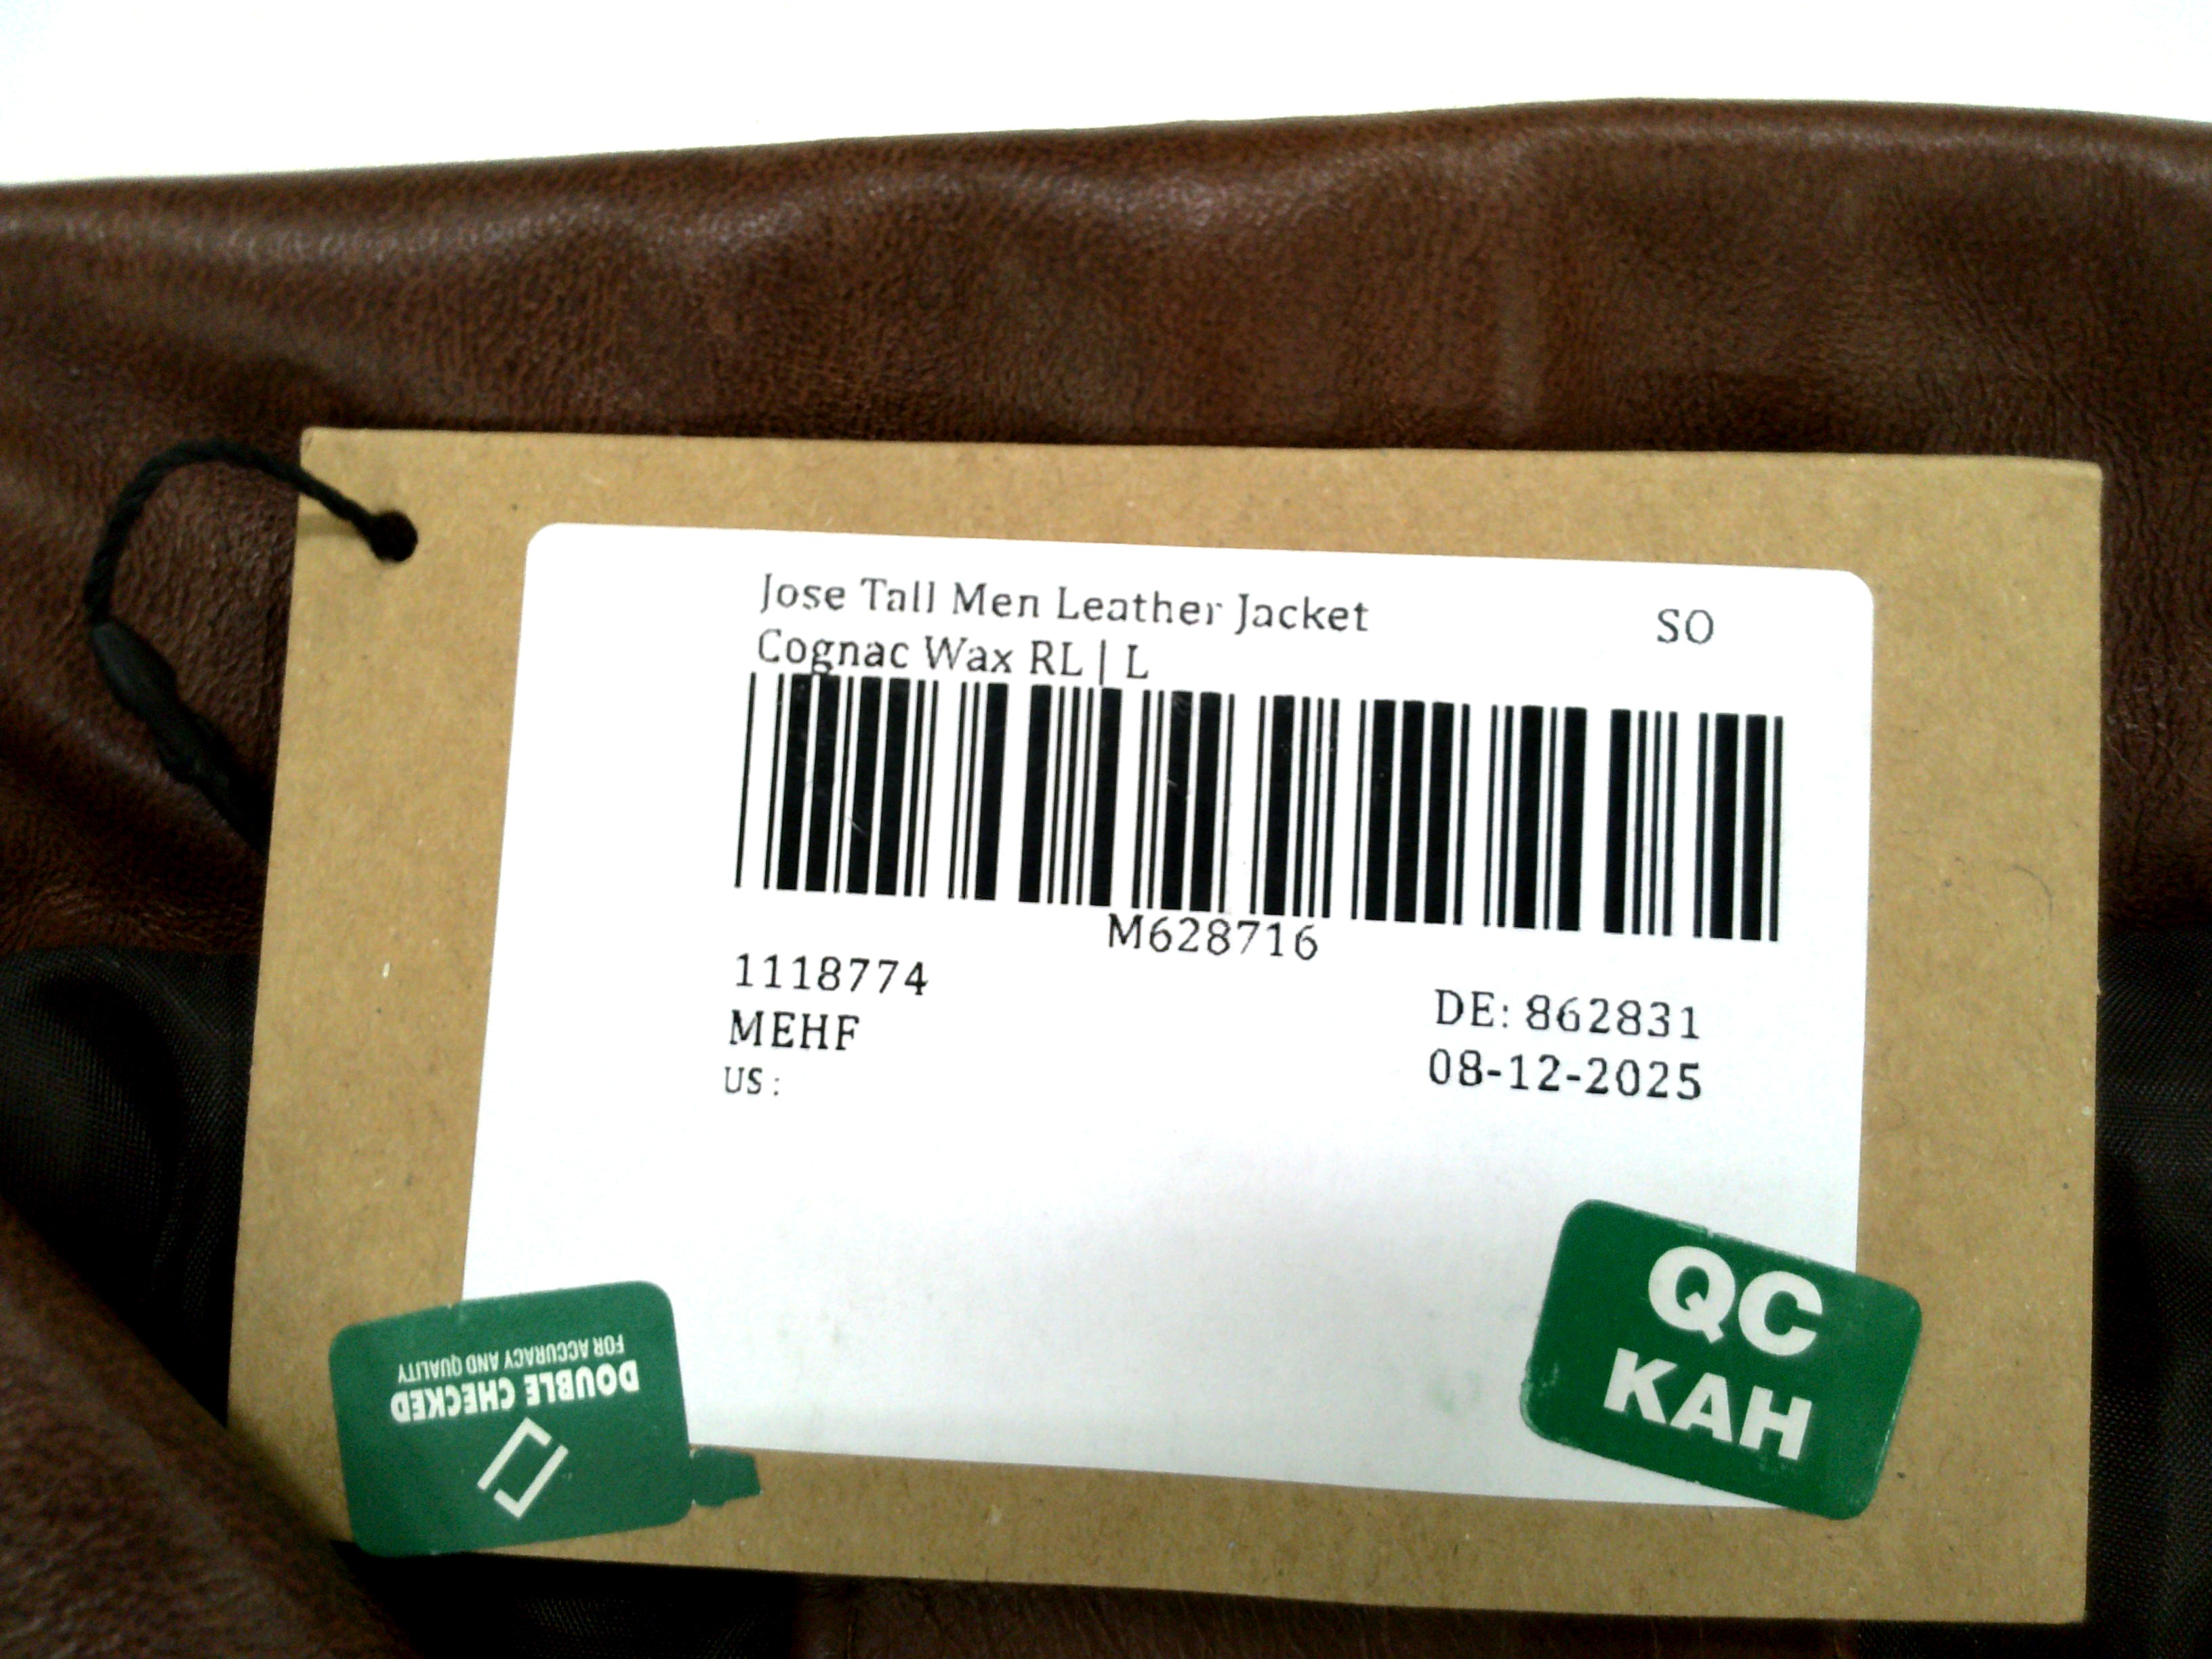 Jose Tall Men Leather Jacket
SO
Cognac Wax RL | L
M628716
1118774
MEHF
US :
DE: 862831
08-12-2025
QC
KAH
DOUBLE CHECKED
FOR ACCURACY AND QUALITY